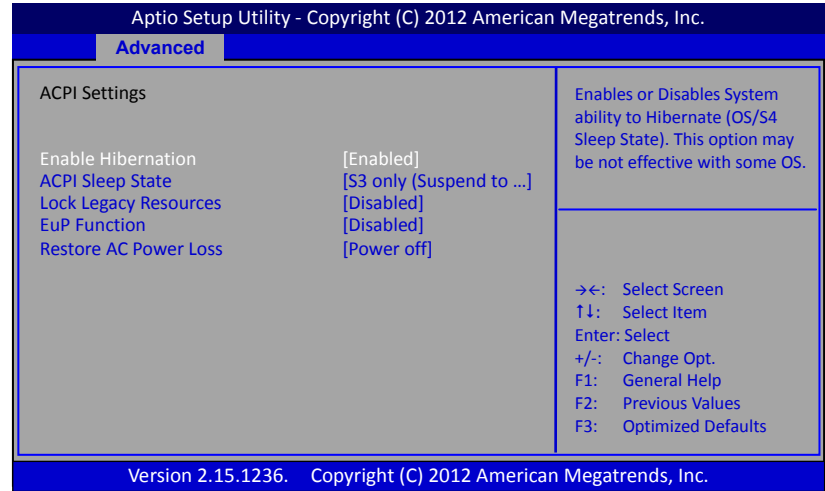 Aptio Setup Utility - Copyright (C) 2012 American Megatrends, Inc.
Advanced
ACPI Settings
Enable Hibernation [Enabled]
ACPI Sleep State [S3 only (Suspend to ...]
Lock Legacy Resources [Disabled]
EuP Function [Disabled]
Restore AC Power Loss [Power off]
Enables or Disables System
ability to Hibernate (OS/S4
Sleep State). This option may
be not effective with some OS.
→←: Select Screen
↑↓: Select Item
Enter: Select
+/-: Change Opt.
F1: General Help
F2: Previous Values
F3: Optimized Defaults
Version 2.15.1236. Copyright (C) 2012 American Megatrends, Inc.